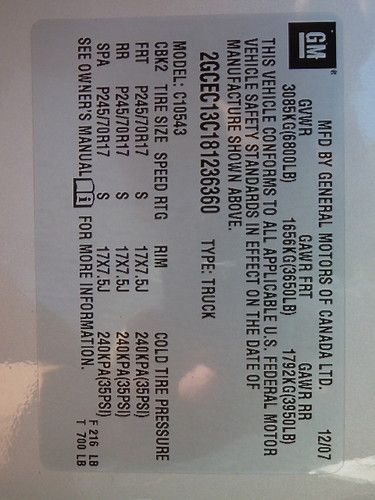 GM
MFD BY GENERAL MOTORS OF CANADA LTD. 12/07
GVWR GAWR FRT GAWR RR
3085KG(6800LB) 1656KG(3650LB) 1792KG(3950LB)
THIS VEHICLE CONFORMS TO ALL APPLICABLE U.S. FEDERAL MOTOR
VEHICLE SAFETY STANDARDS IN EFFECT ON THE DATE OF
MANUFACTURE SHOWN ABOVE.
2GCEC13C181236360 TYPE: TRUCK
MODEL: C10543
CBK2 TIRE SIZE SPEED RTG RIM COLD TIRE PRESSURE
FRT P245/70R17 S 17X7.5J 240KPA(35PSI)
RR P245/70R17 S 17X7.5J 240KPA(35PSI)
SPA P245/70R17 S 17X7.5J 240KPA(35PSI)
SEE OWNER'S MANUAL FOR MORE INFORMATION.
F 216 LB
T 700 LB